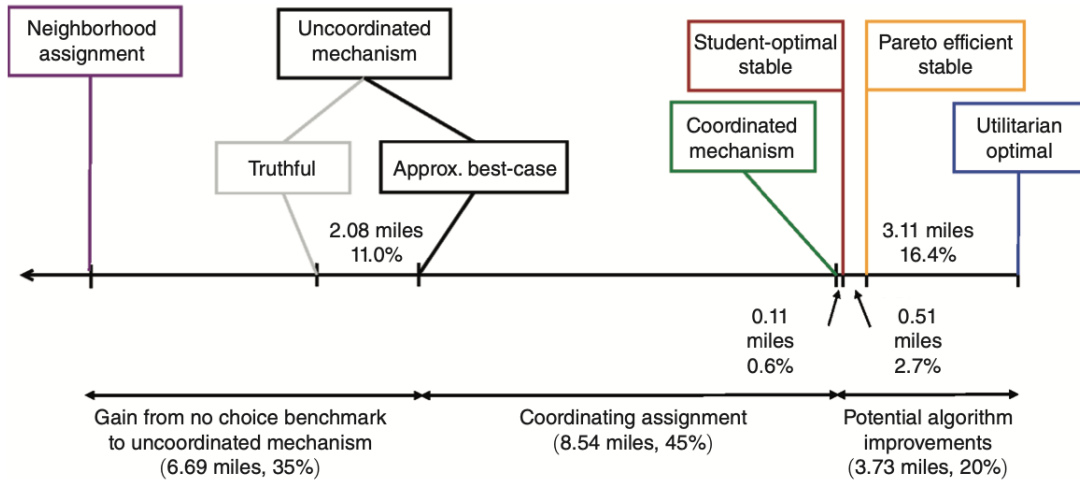 Neighborhood
assignment
Uncoordinated
mechanism
Student-optimal
stable
Pareto efficient
stable
Truthful
Approx. best-case
Coordinated
mechanism
Utilitarian
optimal
2.08 miles
11.0%
3.11 miles
16.4%
0.11
miles
0.6%
0.51
miles
2.7%
Gain from no choice benchmark
to uncoordinated mechanism
(6.69 miles, 35%)
Coordinating assignment
(8.54 miles, 45%)
Potential algorithm
improvements
(3.73 miles, 20%)